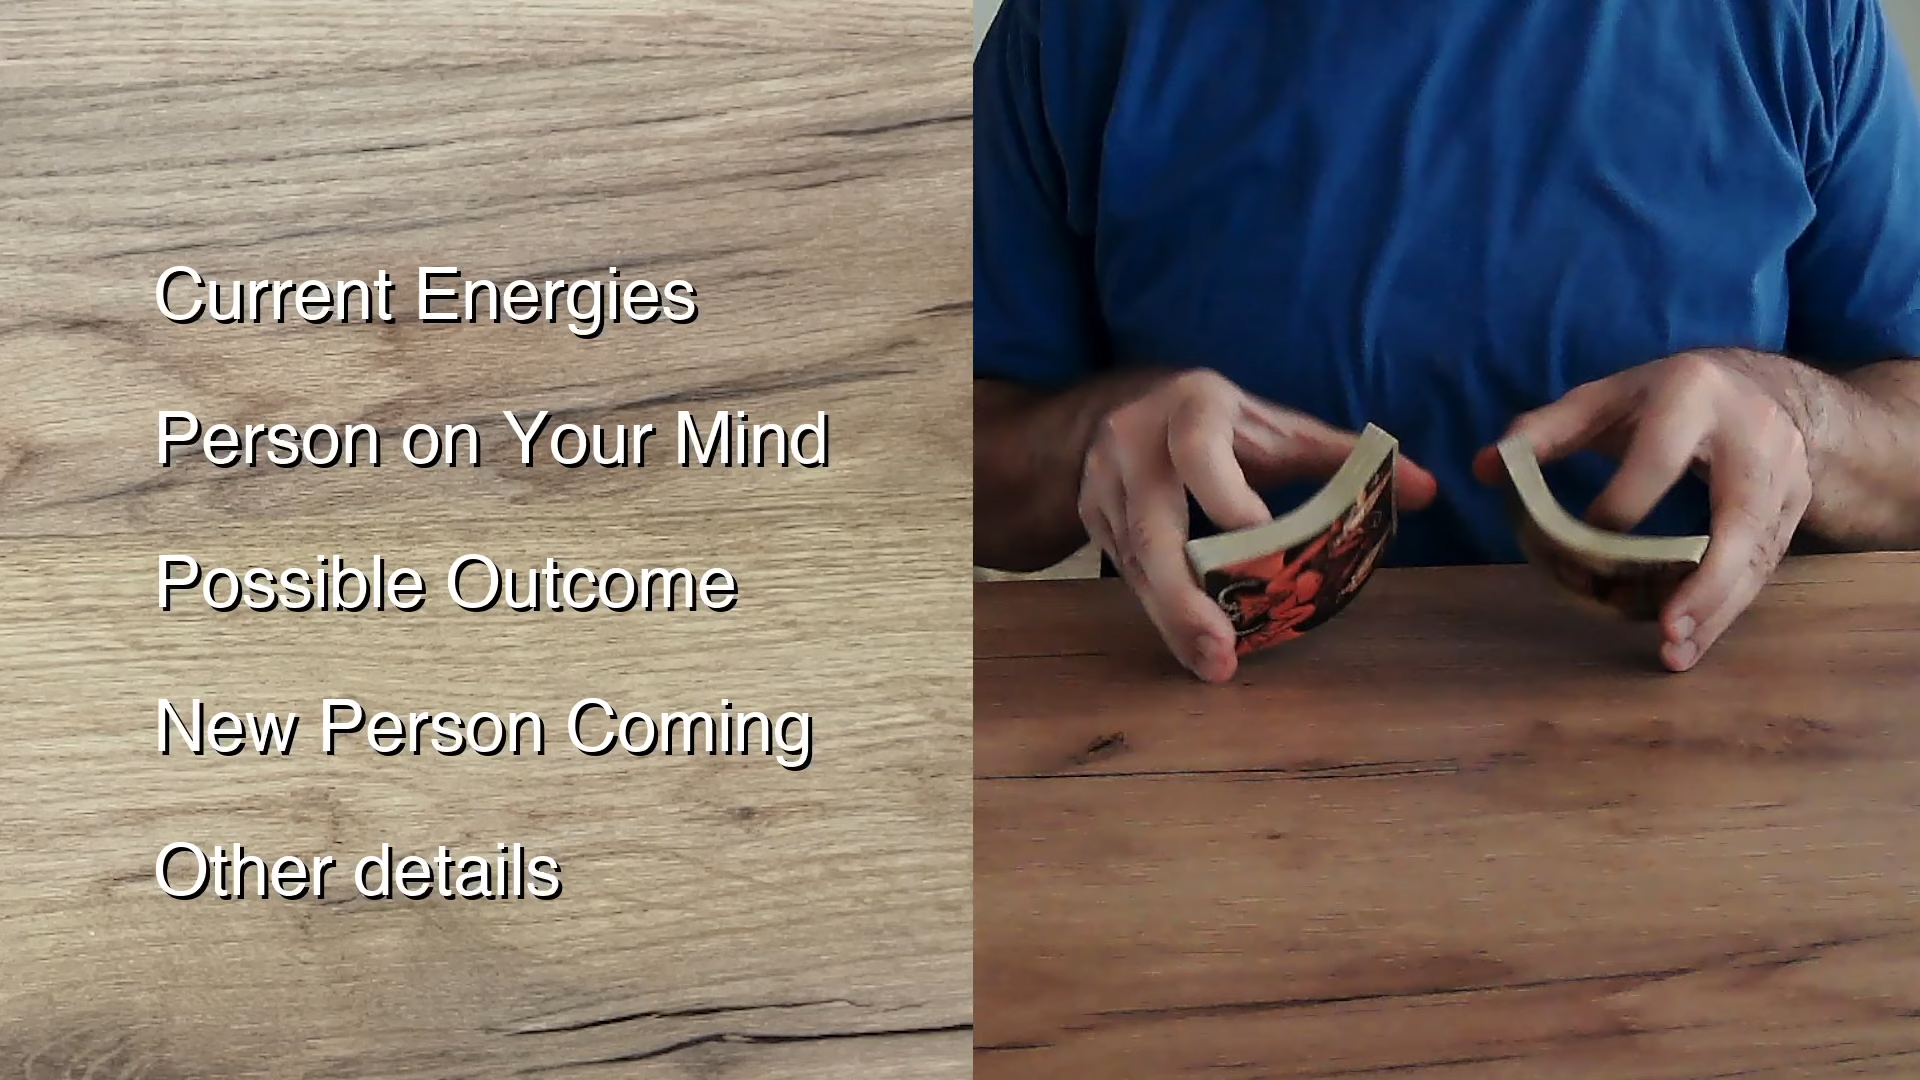 Current Energies
Person on Your Mind
Possible Outcome
New Person Coming
Other details